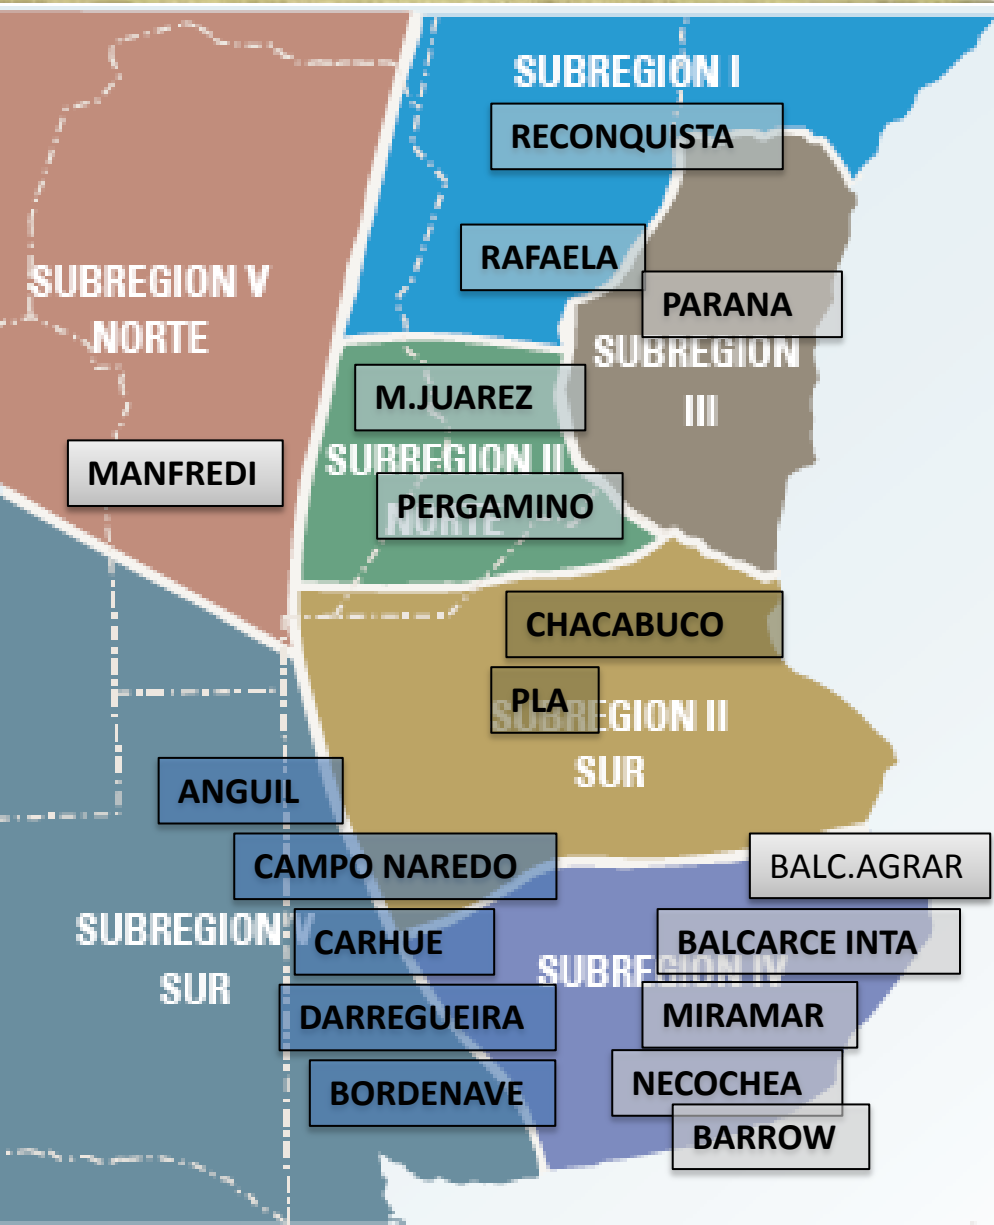 SUBREGION I
RECONQUISTA
RAFAELA
SUBREGION V
NORTE
PARANA
SUBREGION
III
M.JUAREZ
MANFREDI
SUBREGION II
NORTE
PERGAMINO
CHACABUCO
PLA
SUBREGION II
SUR
ANGUIL
CAMPO NAREDO
BALC.AGRAR
SUBREGION V
SUR
CARHUE
BALCARCE INTA
SUBREGION IV
DARREGUEIRA
MIRAMAR
BORDENAVE
NECOCHEA
BARROW